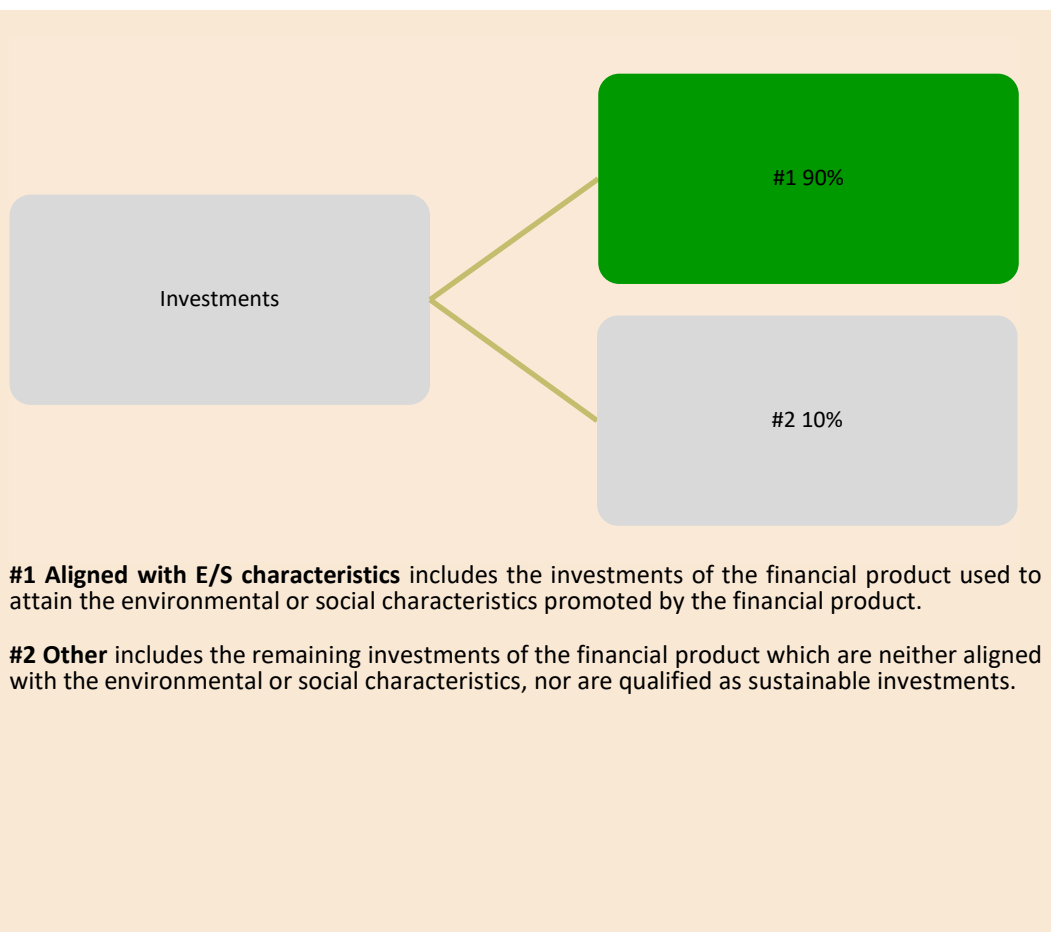 #1 90%
Investments
#2 10%
#1 Aligned with E/S characteristics includes the investments of the financial product used to
attain the environmental or social characteristics promoted by the financial product.
#2 Other includes the remaining investments of the financial product which are neither aligned
with the environmental or social characteristics, nor are qualified as sustainable investments.